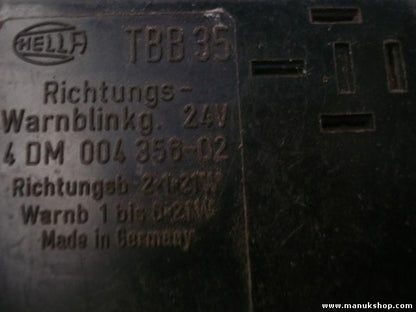 HELLA
TBB 35
Richtungs-
Warnblinkg. 24V
4 DM 004 356-02
Richtungsb
Warnb 1 bis
Made in Germany
www.manukshop.com